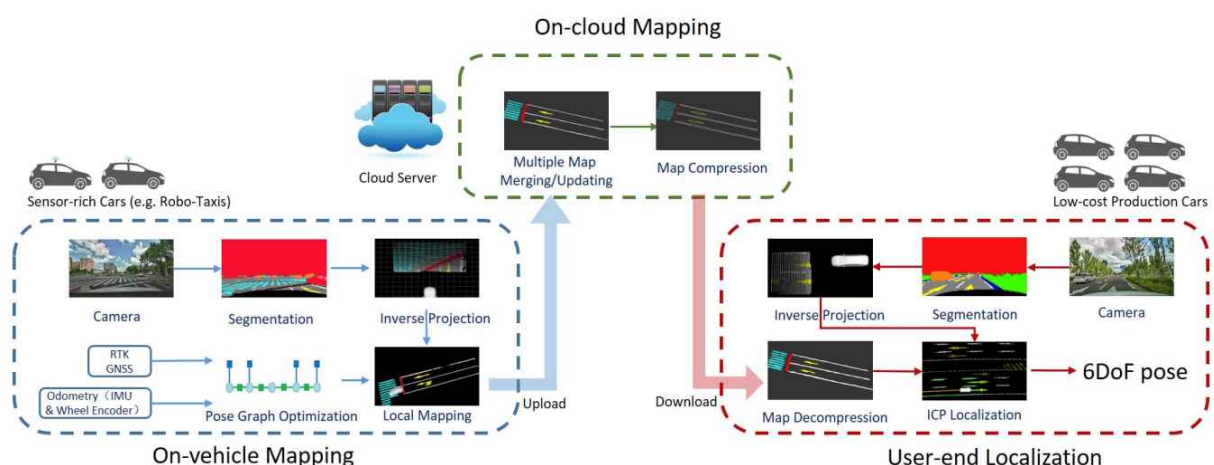 On-cloud Mapping
Cloud Server
Multiple Map
Merging/Updating
Map Compression
Sensor-rich Cars (e.g. Robo-Taxis)
Low-cost Production Cars
Camera
Segmentation
Inverse Projection
RTK
GNSS
Odometry（IMU
& Wheel Encoder）
Pose Graph Optimization
Local Mapping
Upload
On-vehicle Mapping
Inverse Projection
Segmentation
Camera
Download
Map Decompression
ICP Localization
6DoF pose
User-end Localization